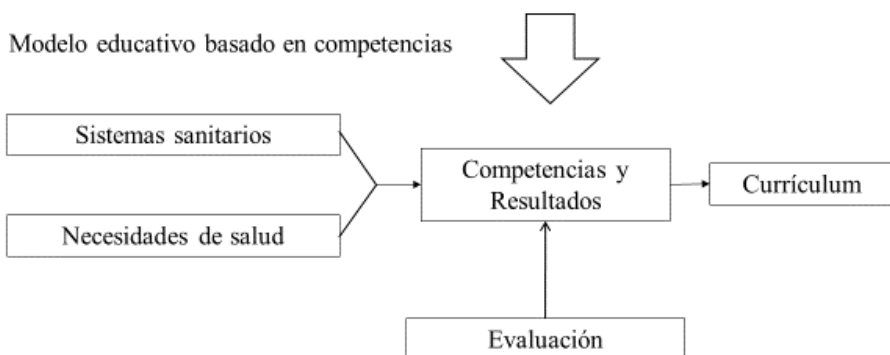 Modelo educativo basado en competencias
Sistemas sanitarios
Competencias y
Resultados
Currículum
Necesidades de salud
Evaluación